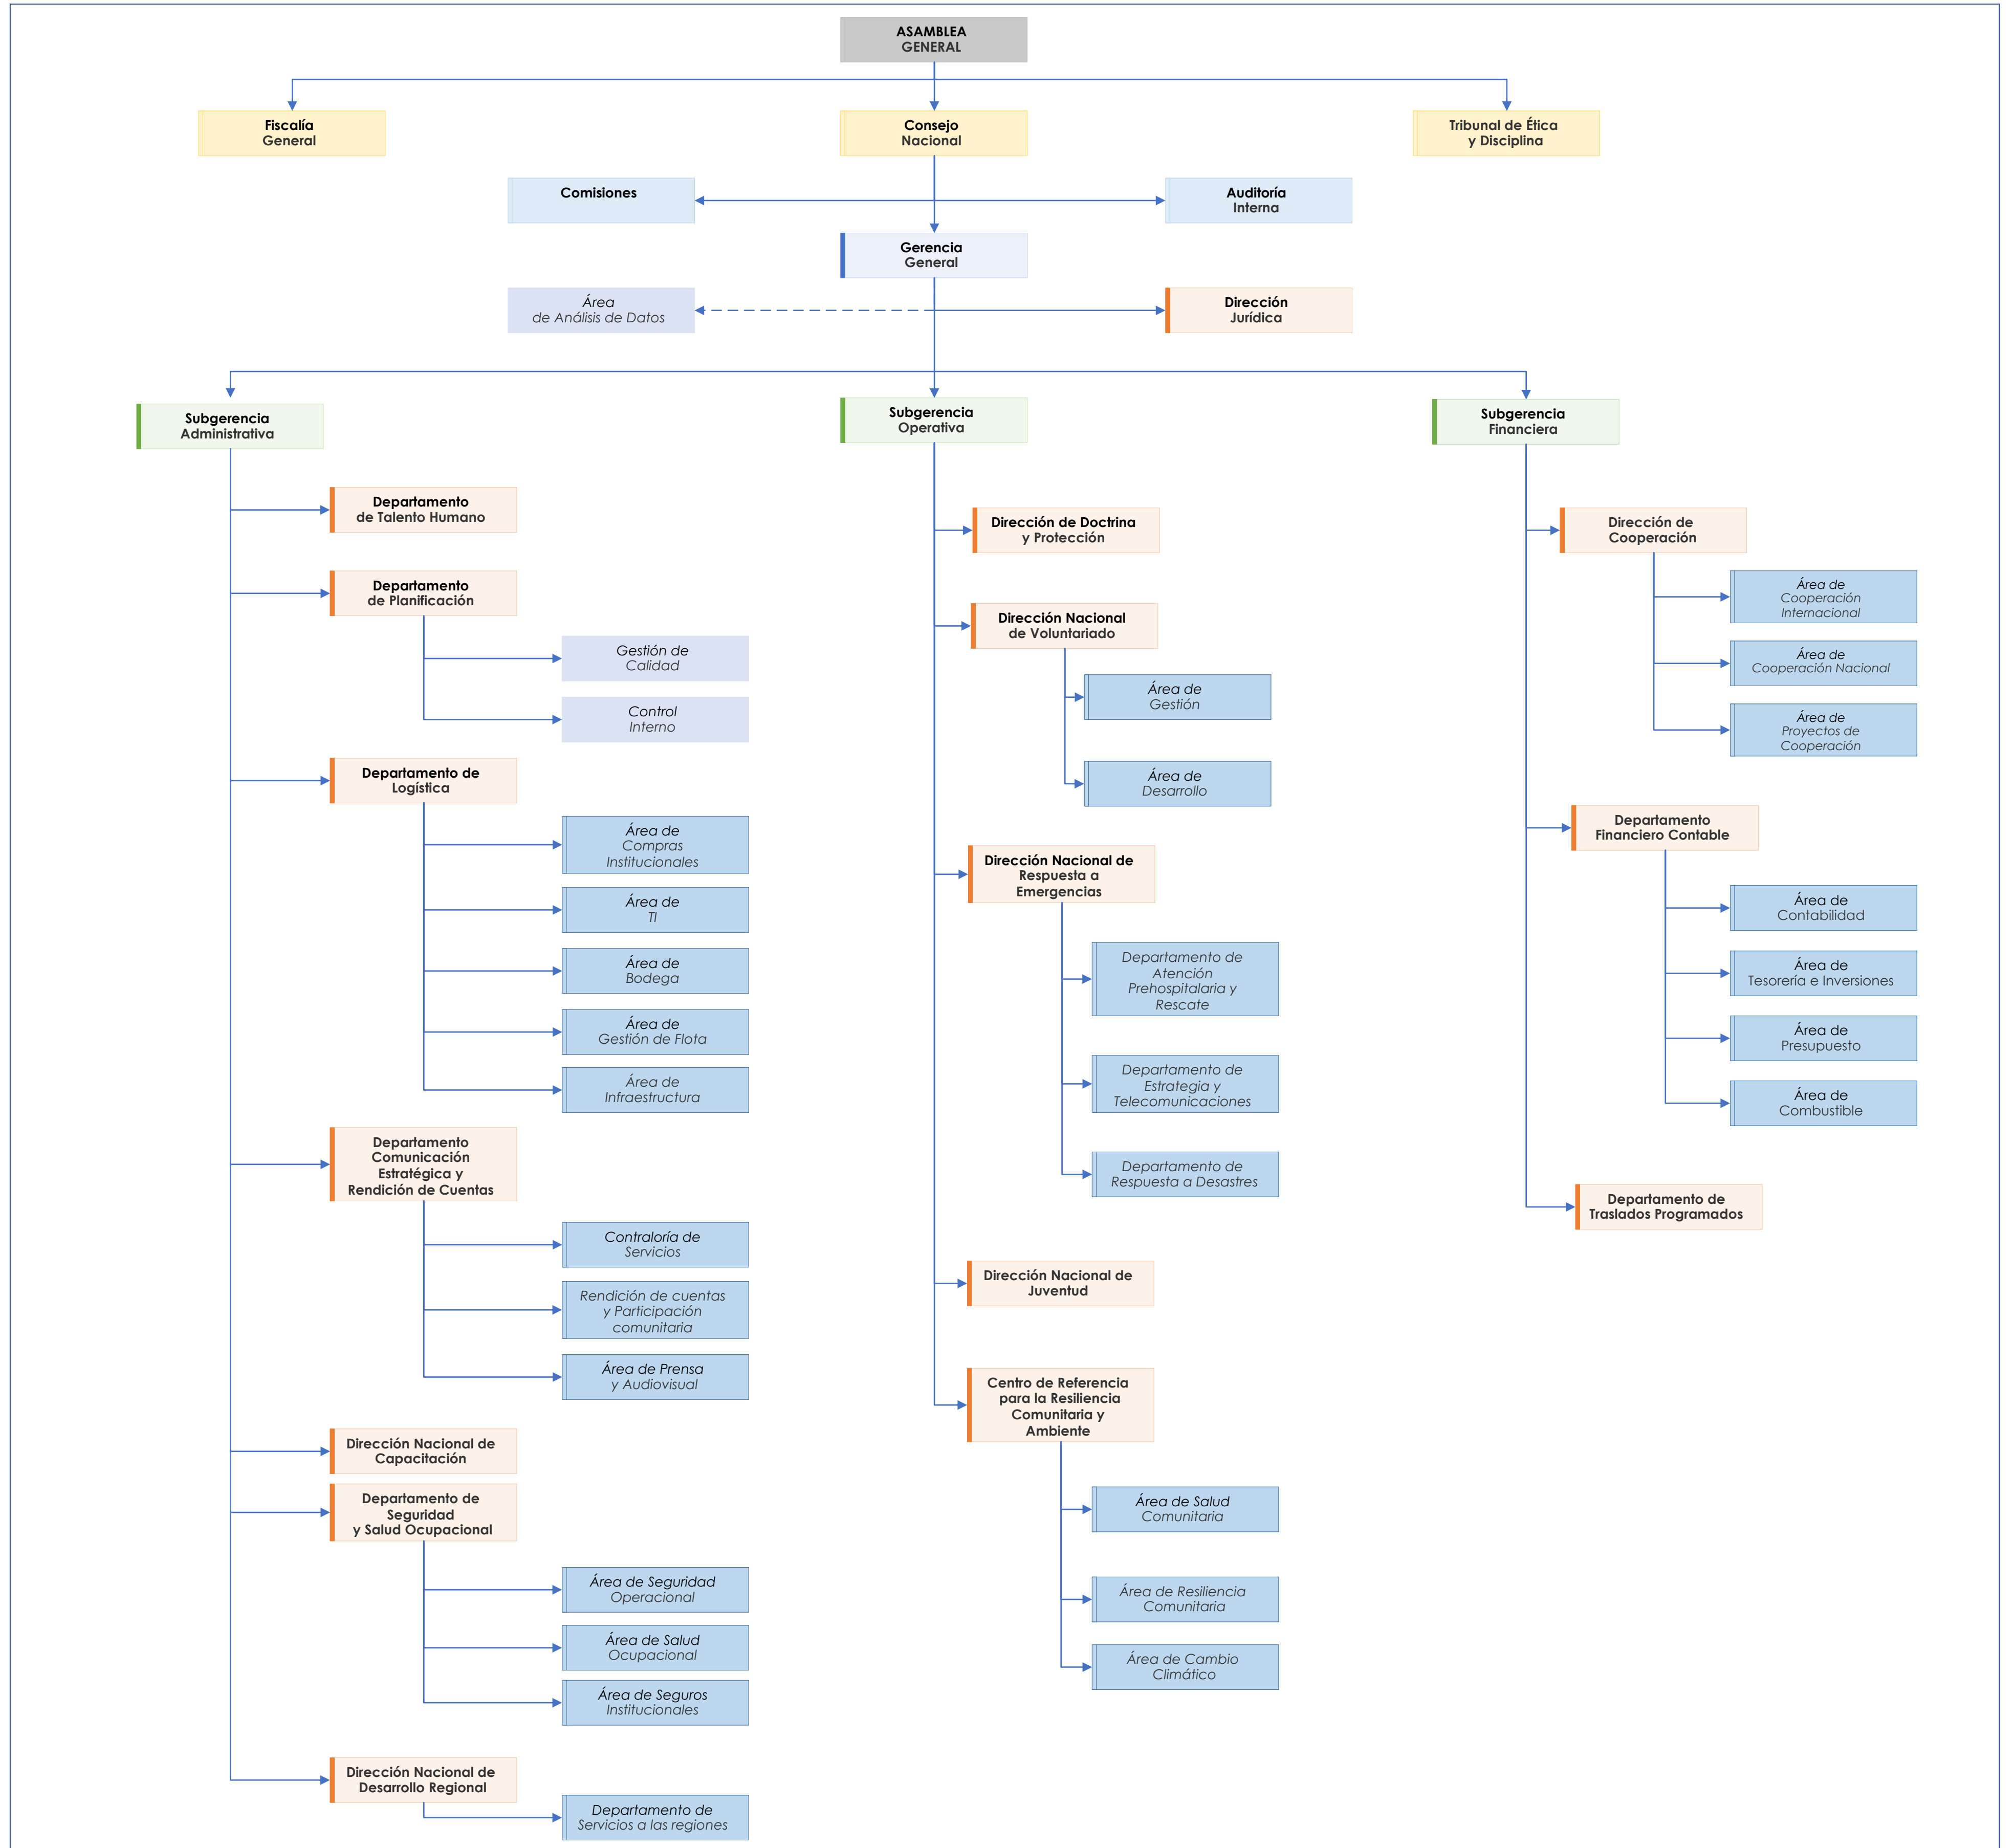 ASAMBLEA
GENERAL
Fiscalía
General
Consejo
Nacional
Tribunal de Ética
y Disciplina
Comisiones
Auditoría
Interna
Gerencia
General
Área
de Análisis de Datos
Dirección
Jurídica
Subgerencia
Administrativa
Departamento
de Talento Humano
Departamento
de Planificación
Gestión de
Calidad
Control
Interno
Departamento de
Logística
Área de
Compras
Institucionales
Área de
TI
Área de
Bodega
Área de
Gestión de Flota
Área de
Infraestructura
Departamento
Comunicación
Estratégica y
Rendición de Cuentas
Contraloría de
Servicios
Rendición de cuentas
y Participación
comunitaria
Área de Prensa
y Audiovisual
Dirección Nacional de
Capacitación
Departamento de
Seguridad
y Salud Ocupacional
Área de Seguridad
Operacional
Área de Salud
Ocupacional
Área de Seguros
Institucionales
Dirección Nacional de
Desarrollo Regional
Departamento de
Servicios a las regiones
Subgerencia
Operativa
Dirección de Doctrina
y Protección
Dirección Nacional
de Voluntariado
Área de
Gestión
Área de
Desarrollo
Dirección Nacional de
Respuesta a
Emergencias
Departamento de
Atención
Prehospitalaria y
Rescate
Departamento de
Estrategia y
Telecomunicaciones
Departamento de
Respuesta a Desastres
Dirección Nacional de
Juventud
Centro de Referencia
para la Resiliencia
Comunitaria y
Ambiente
Área de Salud
Comunitaria
Área de Resiliencia
Comunitaria
Área de Cambio
Climático
Subgerencia
Financiera
Dirección de
Cooperación
Área de
Cooperación
Internacional
Área de
Cooperación Nacional
Área de
Proyectos de
Cooperación
Departamento
Financiero Contable
Área de
Contabilidad
Área de
Tesorería e Inversiones
Área de
Presupuesto
Área de
Combustible
Departamento de
Traslados Programados